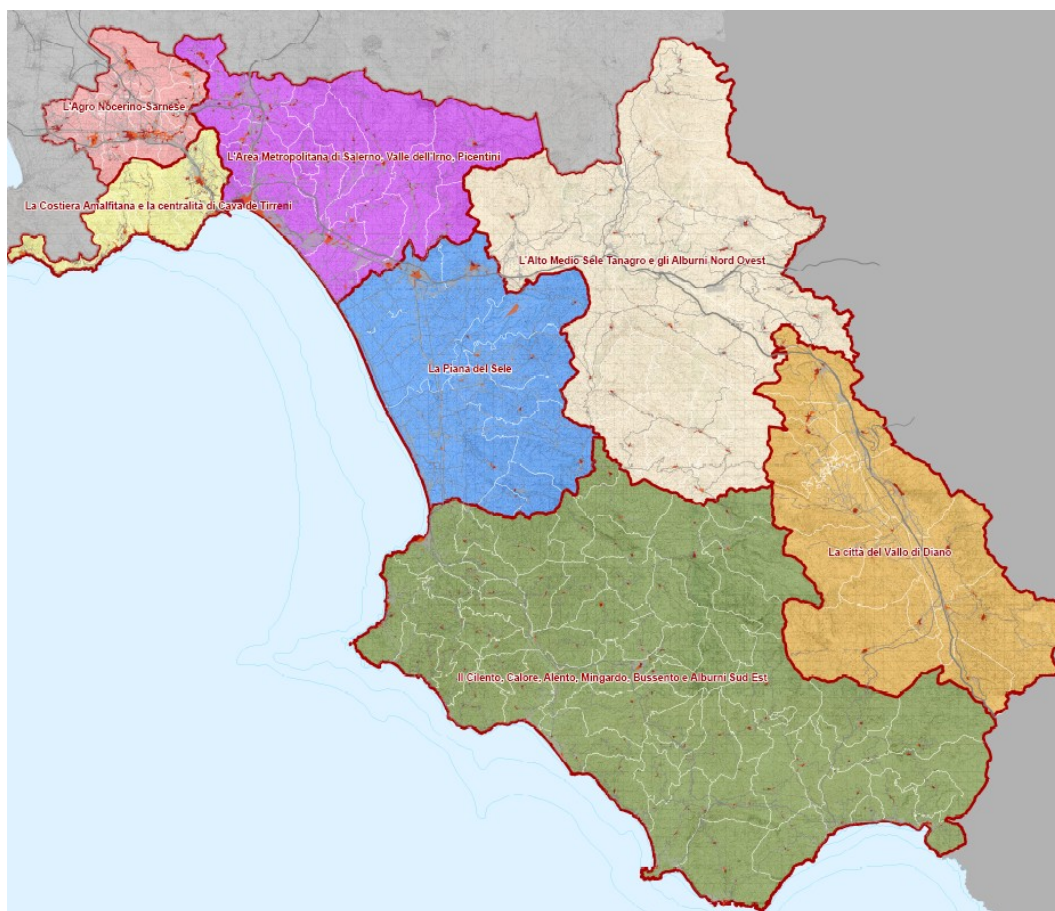 L'Agro Nocerino-Sarnese
L'Area Metropolitana di Salerno, Valle dell'Irno, Picentini
La Costiera Amalfitana e la centralità di Cava de'Tirreni
L'Alto Medio Sele Tanagro e gli Alburni Nord Ovest
La Piana del Sele
La città del Vallo di Diano
Il Cilento, Calore, Alento, Mingardo, Bussento e Alburni Sud Est